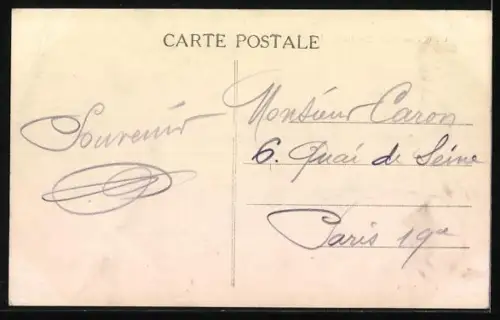 CARTE POSTALE
Souvenir
Monsieur Caron
6. Quai de Seine
Paris 19e